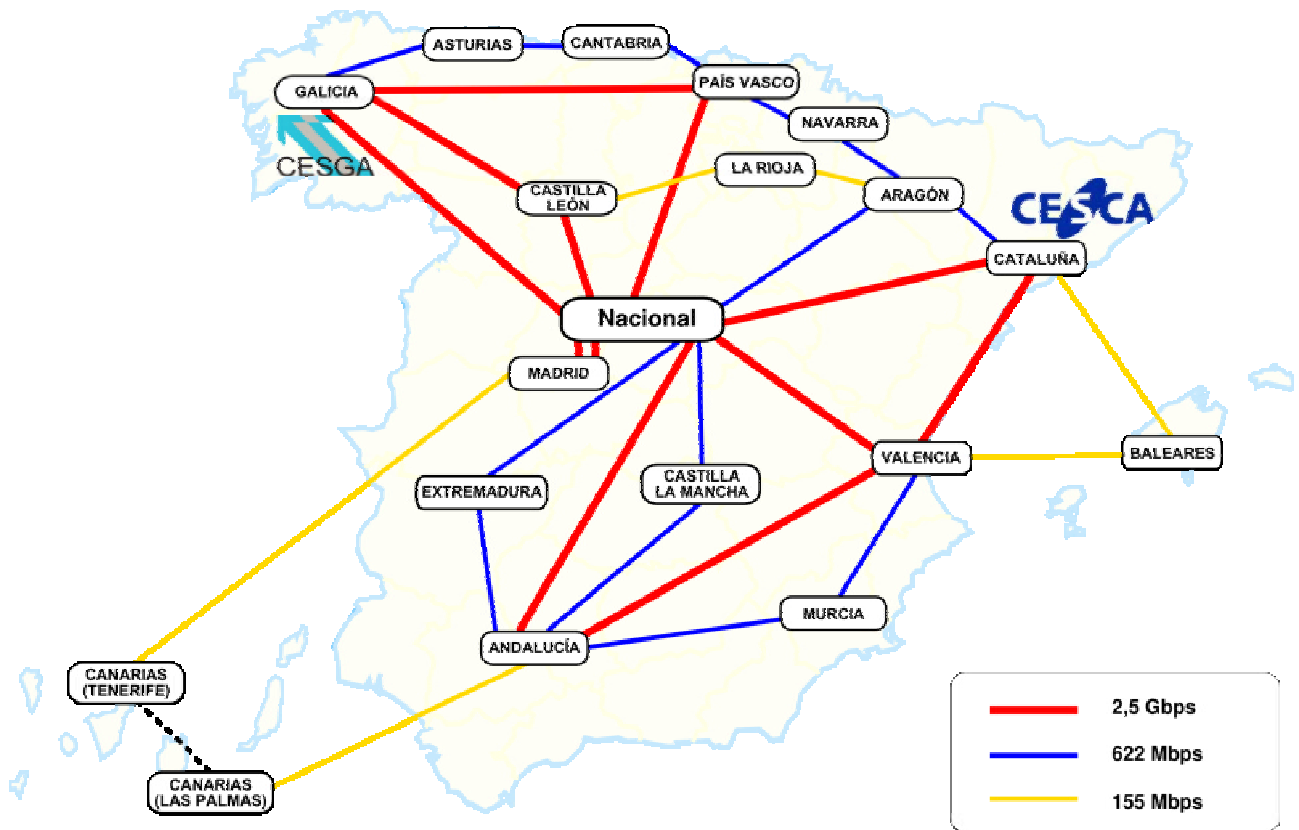 ASTURIAS
CANTABRIA
PAÍS VASCO
GALICIA
NAVARRA
CESGA
LA RIOJA
CASTILLA
LEÓN
ARAGÓN
CESCA
CATALUÑA
Nacional
MADRID
VALENCIA
BALEARES
EXTREMADURA
CASTILLA
LA MANCHA
MURCIA
ANDALUCÍA
CANARIAS
(TENERIFE)
CANARIAS
(LAS PALMAS)
2,5 Gbps
622 Mbps
155 Mbps